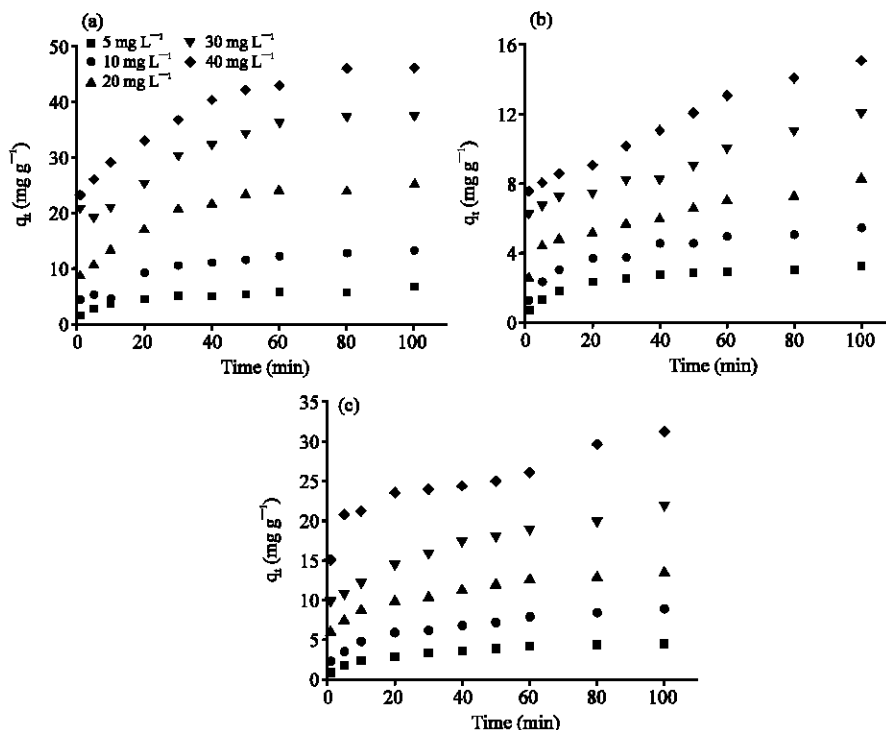 (a)
■ 5 mg L⁻¹ ▼ 30 mg L⁻¹
● 10 mg L⁻¹ ◆ 40 mg L⁻¹
▲ 20 mg L⁻¹
50
40
30
20
10
0
qt (mg g⁻¹)
0 20 40 60 80 100
Time (min)
(b)
16
12
8
4
0
qt (mg g⁻¹)
0 20 40 60 80 100
Time (min)
(c)
35
30
25
20
15
10
5
0
qt (mg g⁻¹)
0 20 40 60 80 100
Time (min)